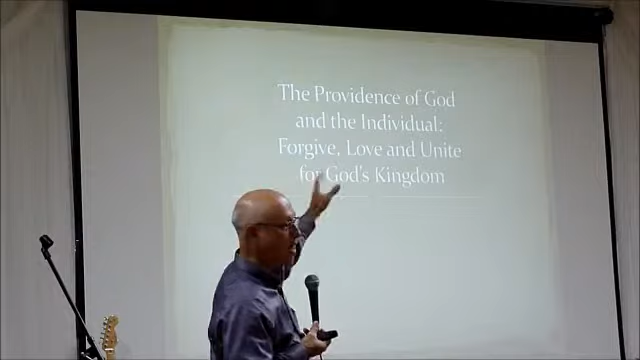 The Providence of God
and the Individual:
Forgive, Love and Unite
for God's Kingdom